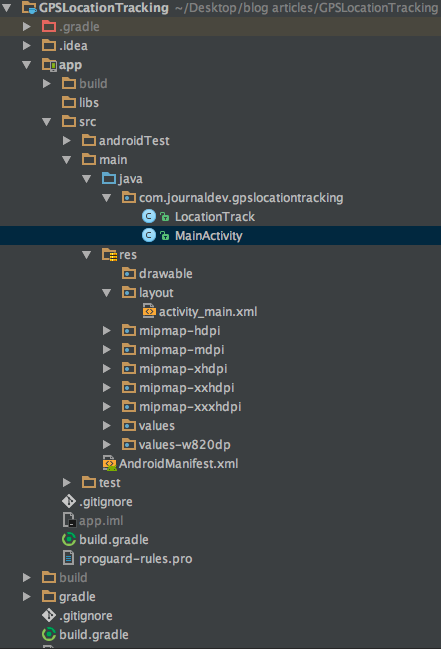 GPSLocationTracking ~/Desktop/blog articles/GPSLocationTracking
.gradle
.idea
app
build
libs
src
androidTest
main
java
com.journaldev.gpslocationtracking
LocationTrack
MainActivity
res
drawable
layout
activity_main.xml
mipmap-hdpi
mipmap-mdpi
mipmap-xhdpi
mipmap-xxhdpi
mipmap-xxxhdpi
values
values-w820dp
AndroidManifest.xml
test
.gitignore
app.iml
build.gradle
proguard-rules.pro
build
gradle
.gitignore
build.gradle